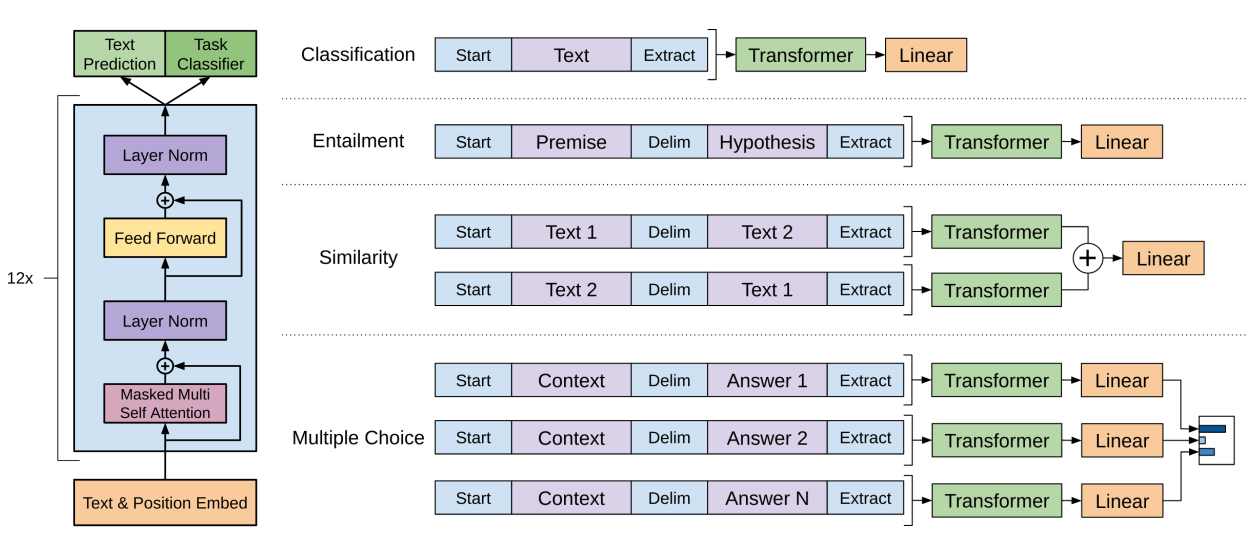 Text
Prediction
Task
Classifier
12x
Layer Norm
Feed Forward
Layer Norm
Masked Multi
Self Attention
Text & Position Embed
Classification
Start Text Extract Transformer Linear
Entailment
Start Premise Delim Hypothesis Extract Transformer Linear
Similarity
Start Text 1 Delim Text 2 Extract Transformer
Start Text 2 Delim Text 1 Extract Transformer
Linear
Multiple Choice
Start Context Delim Answer 1 Extract Transformer Linear
Start Context Delim Answer 2 Extract Transformer Linear
Start Context Delim Answer N Extract Transformer Linear